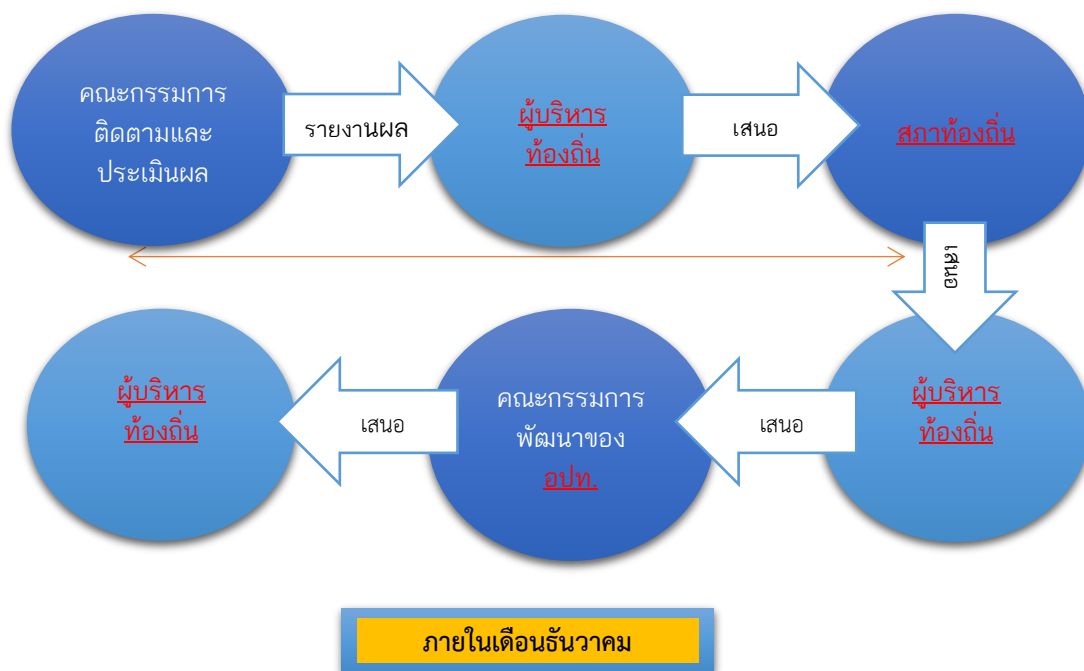 คณะกรรมการ
ติดตามและ
ประเมินผล
รายงานผล
ผู้บริหาร
ท้องถิ่น
เสนอ
สภาท้องถิ่น
เสนอ
ผู้บริหาร
ท้องถิ่น
เสนอ
คณะกรรมการ
พัฒนาของ
อปท.
เสนอ
ผู้บริหาร
ท้องถิ่น
ภายในเดือนธันวาคม